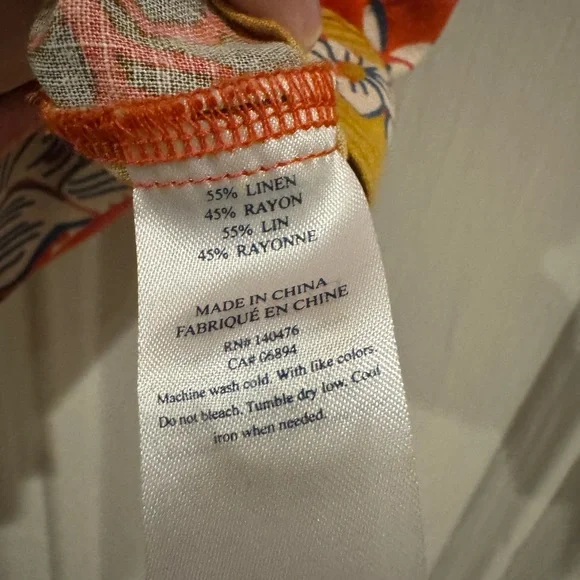 55% LINEN
45% RAYON
55% LIN
45% RAYONNE
MADE IN CHINA
FABRIQUÉ EN CHINE
RN# 140476
CA# 06894
Machine wash cold. With like colors.
Do not bleach. Tumble dry low. Cool
iron when needed.